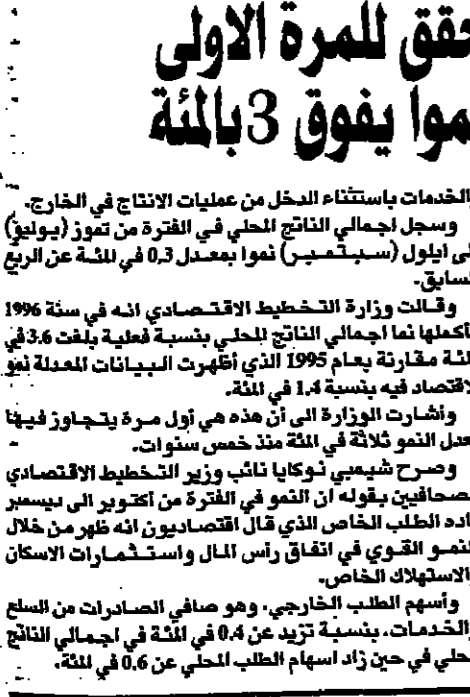 حقق للمرة الاولى
نموا يفوق 3 بالمئة
والخدمات باستثناء الدخل من عمليات الانتاج في الخارج.
وسجل اجمالي الناتج المحلي في الفترة من تموز (يوليو)
الى ايلول (سبتمبر) نموا بمعدل 0,3 في المئة عن الربع
السابق.
وقالت وزارة التخطيط الاقتصادي انه في سنة 1996
بأكملها نما اجمالي الناتج المحلي بنسبة فعلية بلغت 3.6 في
المئة مقارنة بعام 1995 الذي أظهرت البيانات المعدلة نمو
الاقتصاد فيه بنسبة 1.4 في المئة.
وأشارت الوزارة الى أن هذه هي أول مرة يتجاوز فيها
معدل النمو ثلاثة في المئة منذ خمس سنوات.
وصرح شيمبي نوكايا نائب وزير التخطيط الاقتصادي
لصحافيين بقوله ان النمو في الفترة من أكتوبر الى ديسمبر
قاده الطلب الخاص الذي قال اقتصاديون انه ظهر من خلال
النمو القوي في انفاق رأس المال واستثمارات الاسكان
والاستهلاك الخاص.
وأسهم الطلب الخارجي، وهو صافي الصادرات من السلع
والخدمات، بنسبة تزيد عن 0.4 في المئة في اجمالي الناتج
المحلي في حين زاد اسهام الطلب المحلي عن 0.6 في المئة.